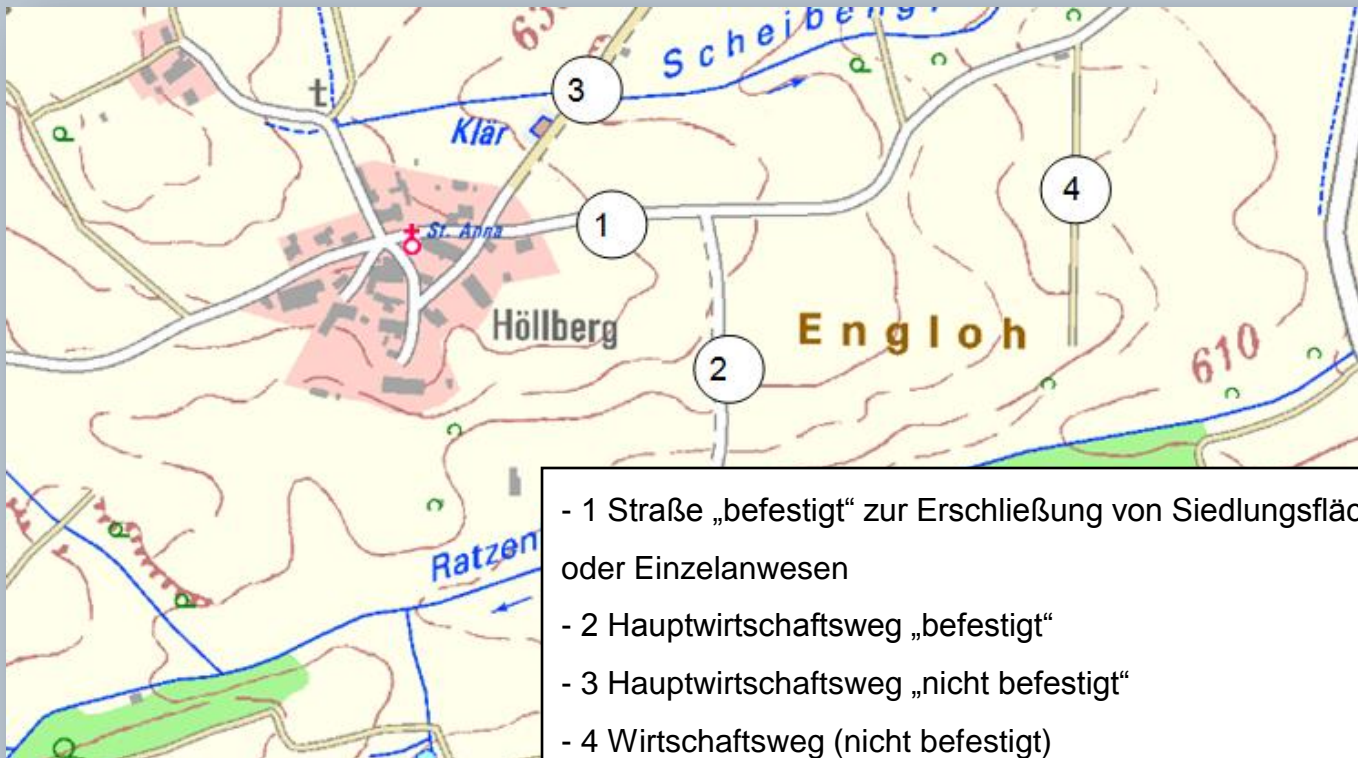 Scheibeng
3
t
Klär
4
1
St. Anna
Höllberg
Engloh
610
2
Ratzen
- 1 Straße „befestigt“ zur Erschließung von Siedlungsfläc
oder Einzelanwesen
- 2 Hauptwirtschaftsweg „befestigt“
- 3 Hauptwirtschaftsweg „nicht befestigt“
- 4 Wirtschaftsweg (nicht befestigt)